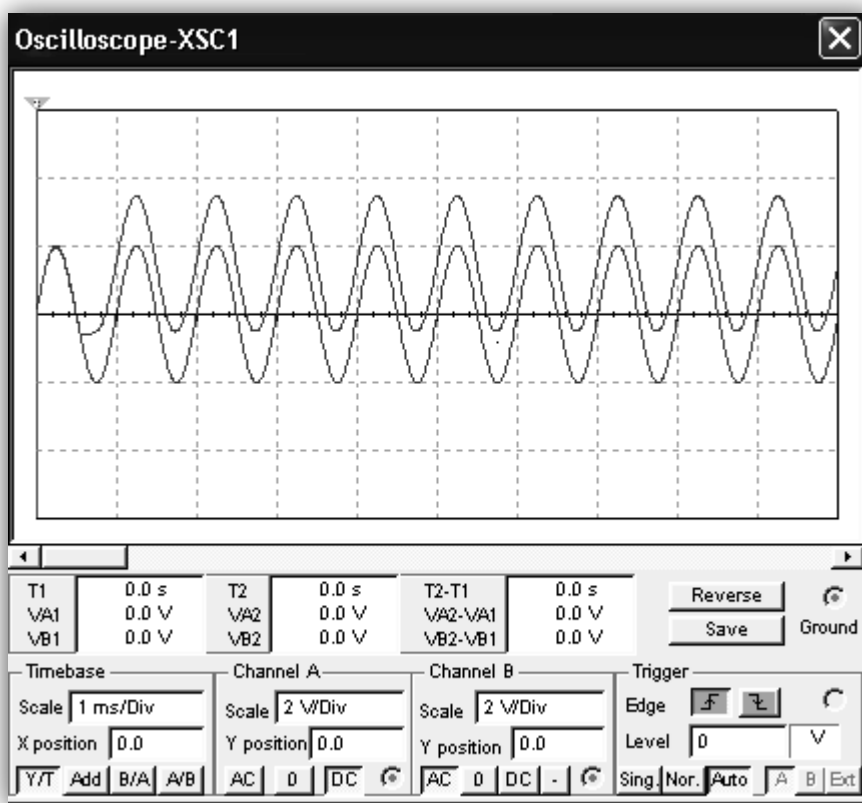 Oscilloscope-XSC1
T1 0.0 s T2 0.0 s T2-T1 0.0 s Reverse
VA1 0.0 V VA2 0.0 V VA2-VA1 0.0 V
VB1 0.0 V VB2 0.0 V VB2-VB1 0.0 V Save Ground
Timebase Channel A Channel B Trigger
Scale 1 ms/Div Scale 2 V/Div Scale 2 V/Div Edge
X position 0.0 Y position 0.0 Y position 0.0 Level 0 V
Y/T Add B/A A/B AC 0 DC AC 0 DC - Sing. Nor. Auto A B Ext